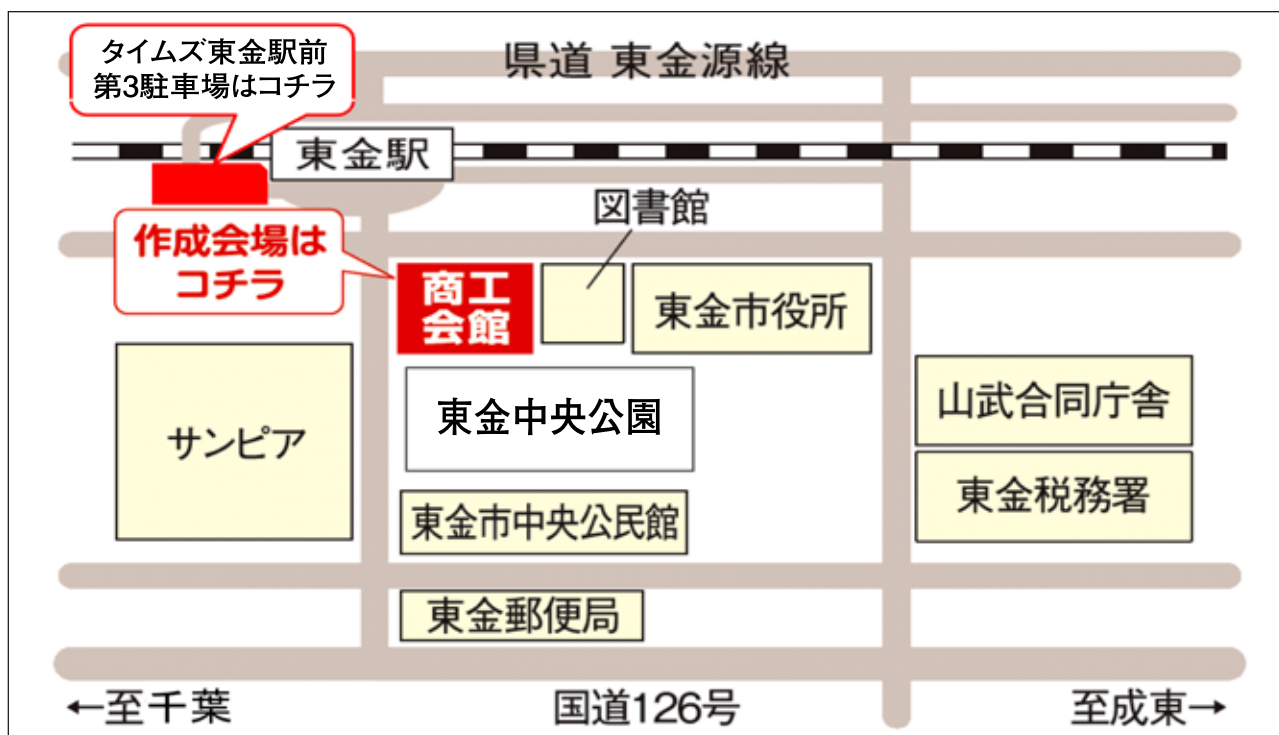 タイムズ東金駅前
第3駐車場はコチラ
県道 東金源線
東金駅
図書館
作成会場は
コチラ
商工
会館
東金市役所
サンピア
東金中央公園
山武合同庁舎
東金税務署
東金市中央公民館
東金郵便局
←至千葉
国道126号
至成東→